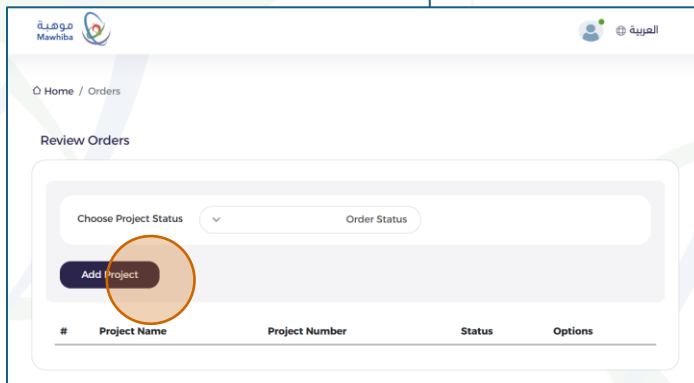 موهبة
Mawhiba
العربية
Home / Orders
Review Orders
Choose Project Status
Order Status
Add Project
# Project Name Project Number Status Options